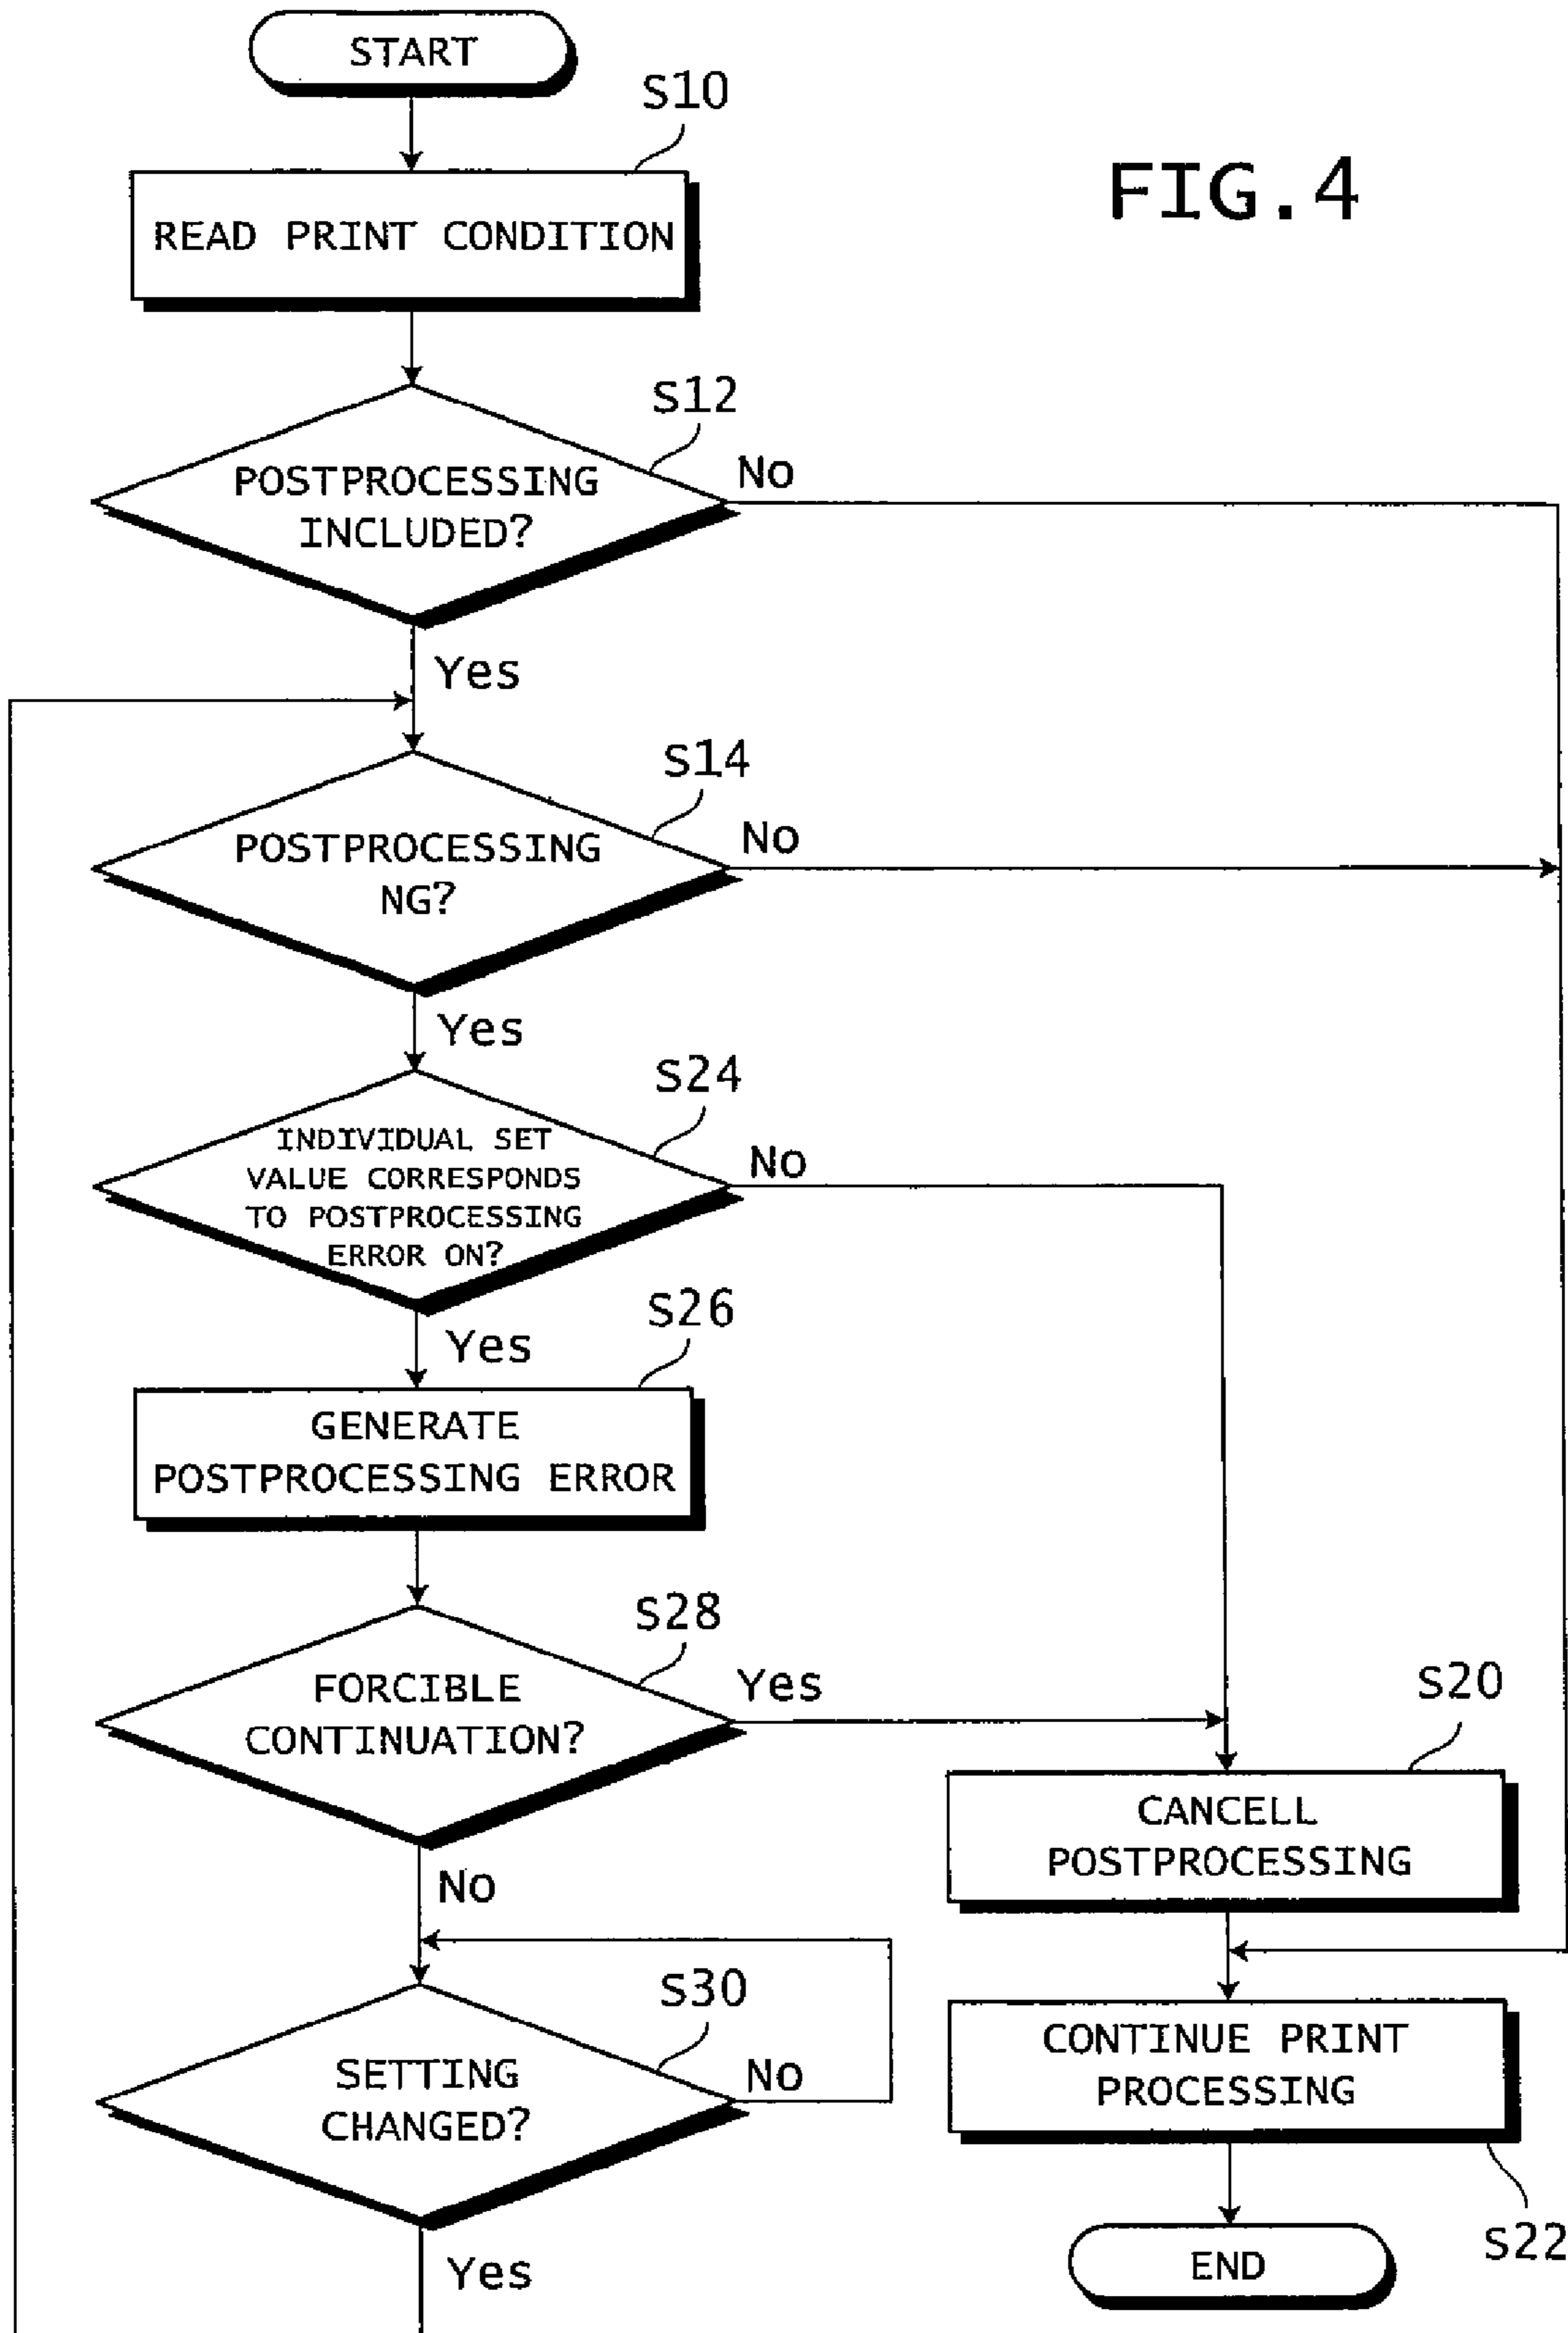 START
S10
FIG.4
READ PRINT CONDITION
S12
POSTPROCESSING
INCLUDED?
No
Yes
S14
POSTPROCESSING
NG?
No
Yes
S24
INDIVIDUAL SET
VALUE CORRESPONDS
TO POSTPROCESSING
ERROR ON?
No
Yes
S26
GENERATE
POSTPROCESSING ERROR
S28
FORCIBLE
CONTINUATION?
Yes
No
S20
CANCELL
POSTPROCESSING
S30
SETTING
CHANGED?
No
Yes
CONTINUE PRINT
PROCESSING
S22
END